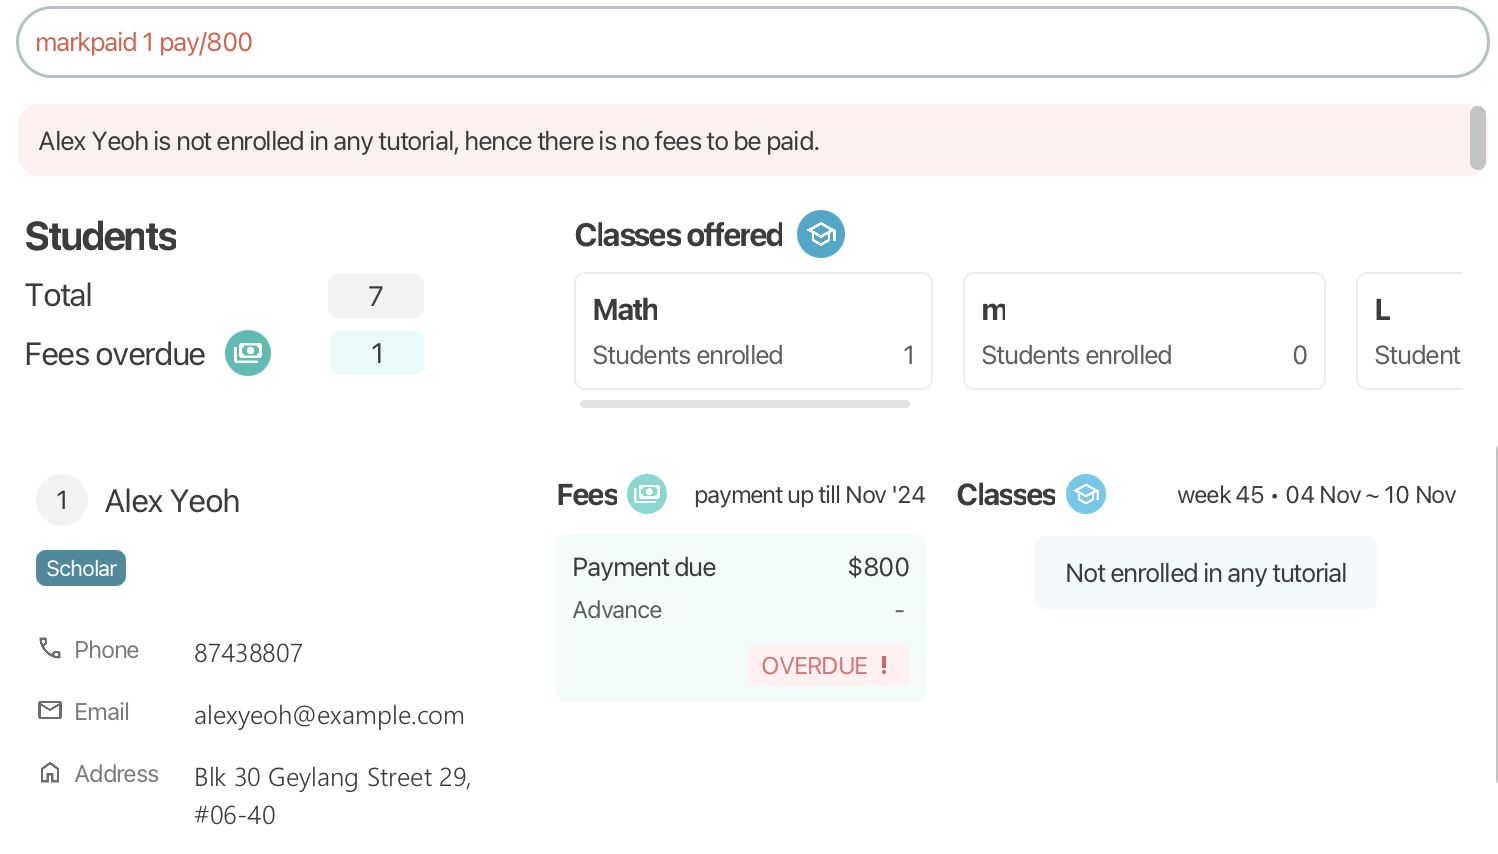 markpaid 1 pay/800
Alex Yeoh is not enrolled in any tutorial, hence there is no fees to be paid.
Students
Total 7
Fees overdue 1
Classes offered
Math
Students enrolled 1
m
Students enrolled 0
L
Student
1 Alex Yeoh
Scholar
Phone 87438807
Email alexyeoh@example.com
Address Blk 30 Geylang Street 29,
#06-40
Fees payment up till Nov '24
Payment due $800
Advance -
OVERDUE !
Classes week 45 • 04 Nov ~ 10 Nov
Not enrolled in any tutorial